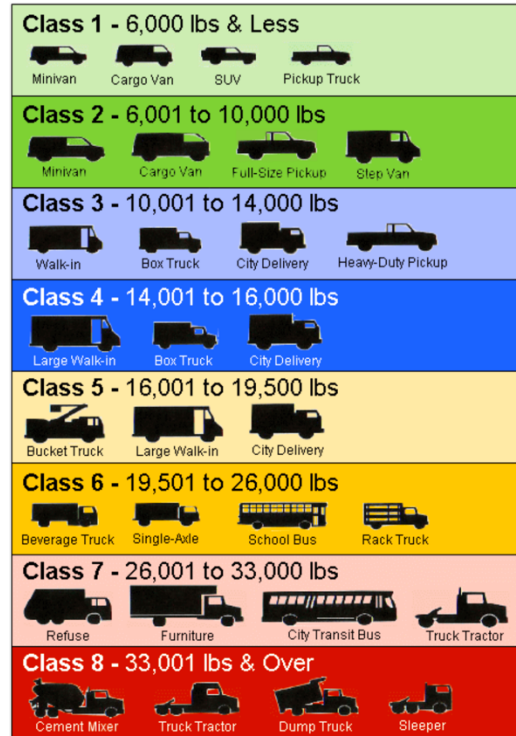 Class 1 - 6,000 lbs & Less
Minivan Cargo Van SUV Pickup Truck
Class 2 - 6,001 to 10,000 lbs
Minivan Cargo Van Full-Size Pickup Step Van
Class 3 - 10,001 to 14,000 lbs
Walk-in Box Truck City Delivery Heavy-Duty Pickup
Class 4 - 14,001 to 16,000 lbs
Large Walk-in Box Truck City Delivery
Class 5 - 16,001 to 19,500 lbs
Bucket Truck Large Walk-in City Delivery
Class 6 - 19,501 to 26,000 lbs
Beverage Truck Single-Axle School Bus Rack Truck
Class 7 - 26,001 to 33,000 lbs
Refuse Furniture City Transit Bus Truck Tractor
Class 8 - 33,001 lbs & Over
Cement Mixer Truck Tractor Dump Truck Sleeper